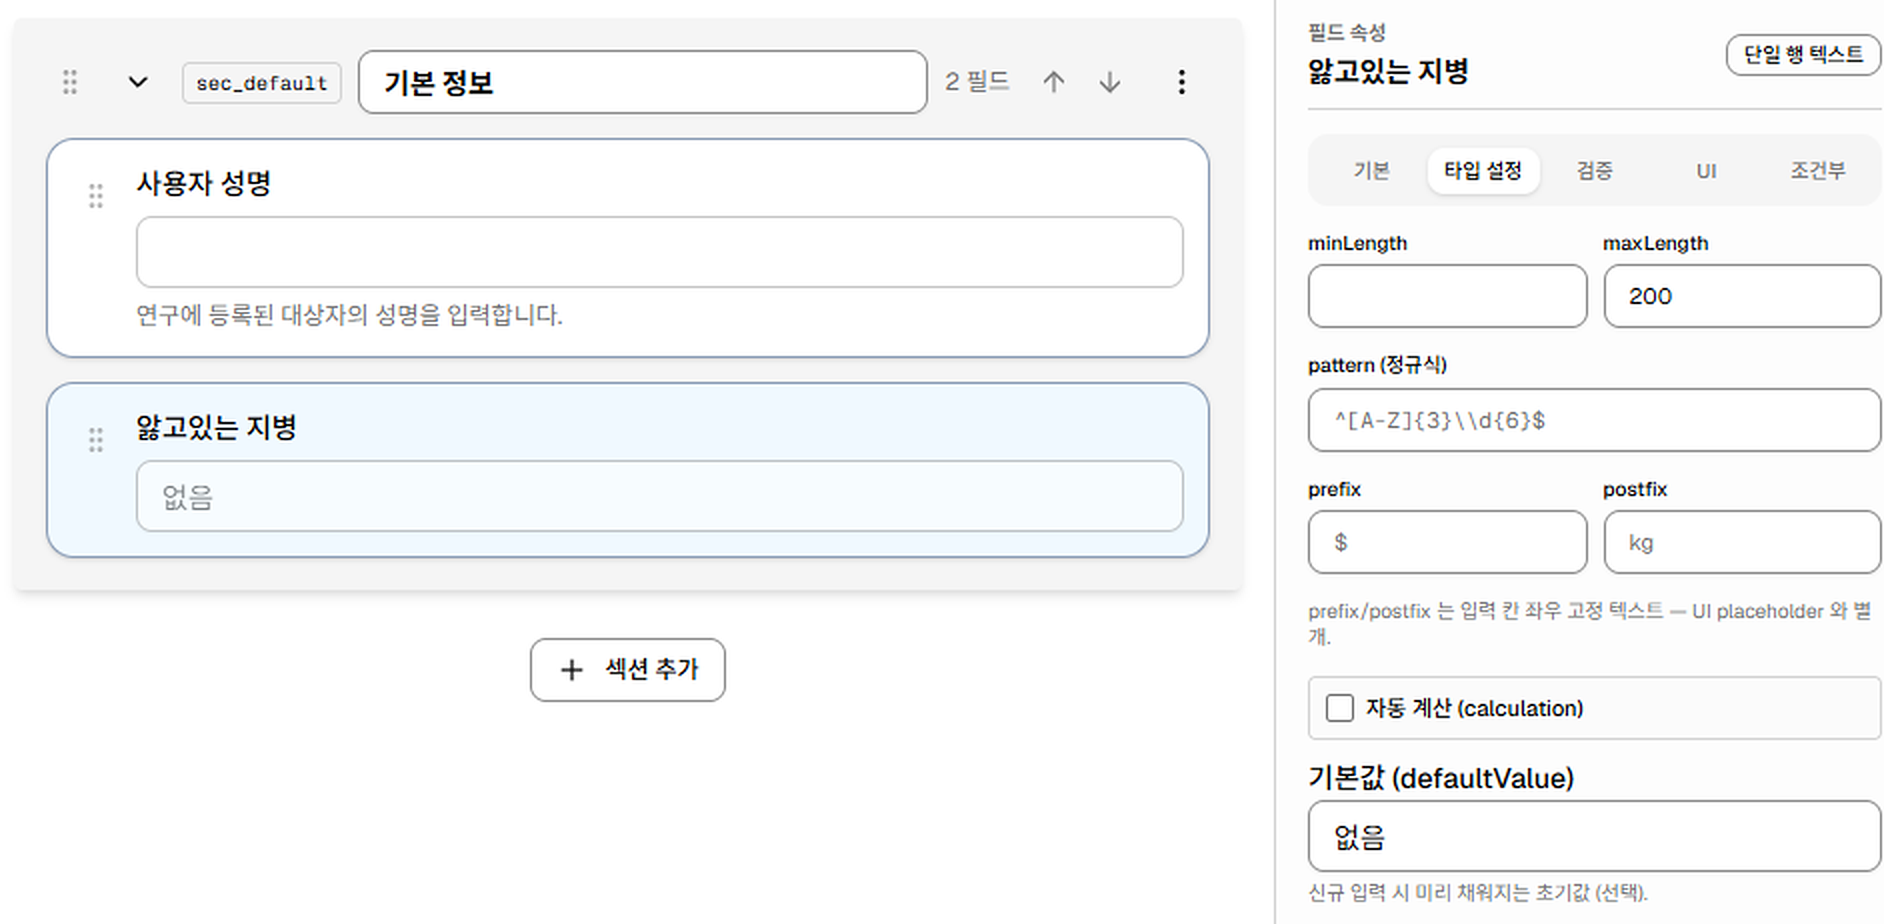 sec_default
기본 정보
2 필드
사용자 성명
연구에 등록된 대상자의 성명을 입력합니다.
앓고있는 지병
없음
섹션 추가
필드 속성
앓고있는 지병
단일 행 텍스트
기본 타입 설정 검증 UI 조건부
minLength maxLength
200
pattern (정규식)
^[A-Z]{3}\\d{6}$
prefix postfix
$ kg
prefix/postfix 는 입력 칸 좌우 고정 텍스트 — UI placeholder 와 별
개.
자동 계산 (calculation)
기본값 (defaultValue)
없음
신규 입력 시 미리 채워지는 초기값 (선택).